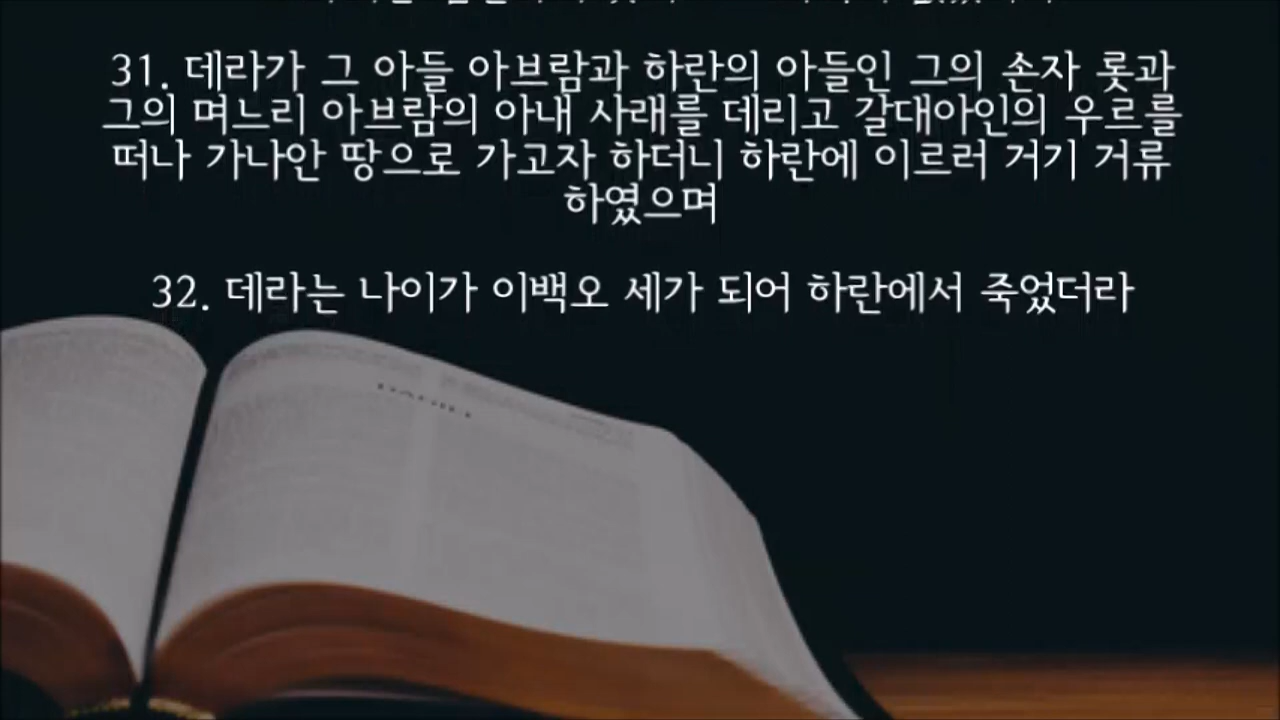 31. 데라가 그 아들 아브람과 하란의 아들인 그의 손자 롯과
그의 며느리 아브람의 아내 사래를 데리고 갈대아인의 우르를
떠나 가나안 땅으로 가고자 하더니 하란에 이르러 거기 거류
하였으며
32. 데라는 나이가 이백오 세가 되어 하란에서 죽었더라